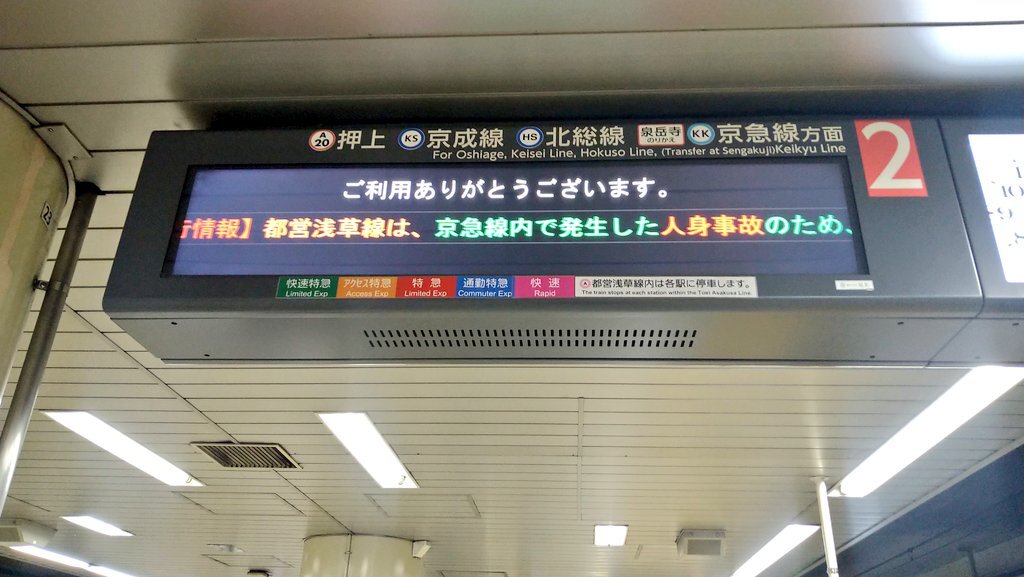 A 20 押上 KS 京成線 HS 北総線 泉岳寺 のりかえ KK 京急線方面
For Oshiage, Keisei Line, Hokuso Line, (Transfer at Sengakuji)Keikyu Line
2
ご利用ありがとうございます。
行情報】都営浅草線は、京急線内で発生した人身事故のため、
快速特急 アクセス特急 特急 通勤特急 快速 A都営浅草線内は各駅に停車します。
Limited Exp Access Exp Limited Exp Commuter Exp Rapid The train stops at each station within the Toei Asakusa Line.
23